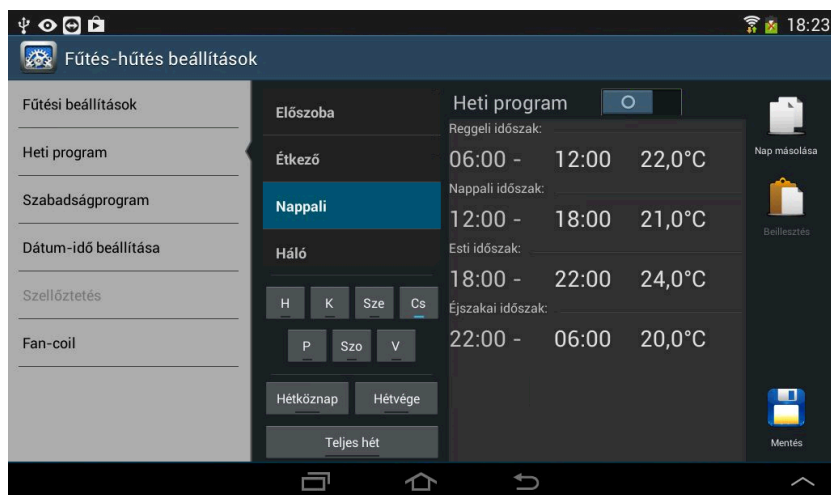 18:23
Fűtés-hűtés beállítások
Fűtési beállítások
Heti program
Szabadságprogram
Dátum-idő beállítása
Szellőztetés
Fan-coil
Előszoba
Étkező
Nappali
Háló
H K Sze Cs
P Szo V
Hétköznap Hétvége
Teljes hét
Heti program
Reggeli időszak:
06:00 - 12:00 22,0°C
Nappali időszak:
12:00 - 18:00 21,0°C
Esti időszak:
18:00 - 22:00 24,0°C
Éjszakai időszak:
22:00 - 06:00 20,0°C
Nap másolása
Beillesztés
Mentés